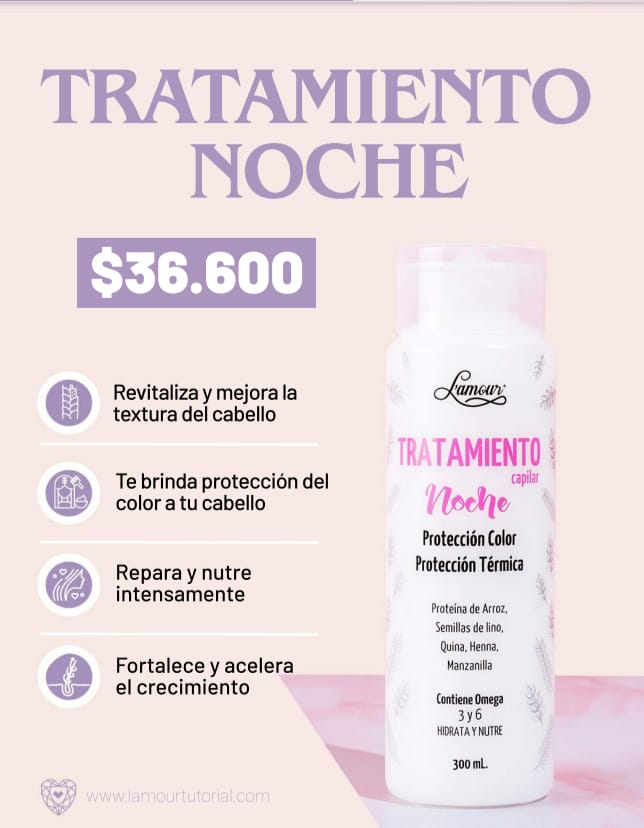 TRATAMIENTO
NOCHE
$36.600
Revitaliza y mejora la
textura del cabello
Te brinda protección del
color a tu cabello
Repara y nutre
intensamente
Fortalece y acelera
el crecimiento
www.lamourtutorial.com
L'amour
TRATAMIENTO
capilar
Noche
Protección Color
Protección Térmica
Proteína de Arroz,
Semillas de lino,
Quina, Henna,
Manzanilla
Contiene Omega
3 y 6
HIDRATA Y NUTRE
300 mL.